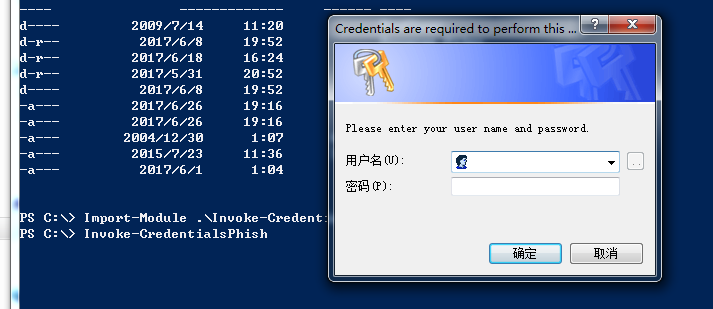 ---- ------------- ------ ----
d---- 2009/7/14 11:20
d-r-- 2017/6/8 19:52
d-r-- 2017/6/18 16:24
d-r-- 2017/5/31 20:52
d---- 2017/6/8 19:52
-a--- 2017/6/26 19:16
-a--- 2017/6/26 19:16
-a--- 2004/12/30 1:07
-a--- 2015/7/23 11:36
-a--- 2017/6/1 1:04
PS C:\> Import-Module .\Invoke-Credenti
PS C:\> Invoke-CredentialsPhish
Credentials are required to perform this ...
Please enter your user name and password.
用户名(U):
密码(P):
确定
取消